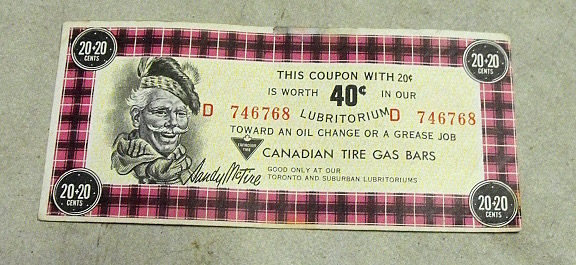 20+20
CENTS
20+20
CENTS
THIS COUPON WITH 20¢
IS WORTH 40¢ IN OUR
D 746768 LUBRITORIUM D 746768
TOWARD AN OIL CHANGE OR A GREASE JOB
CANADIAN TIRE
CANADIAN TIRE GAS BARS
Sandy McTire
GOOD ONLY AT OUR
TORONTO AND SUBURBAN LUBRITORIUMS
20+20
CENTS
20+20
CENTS